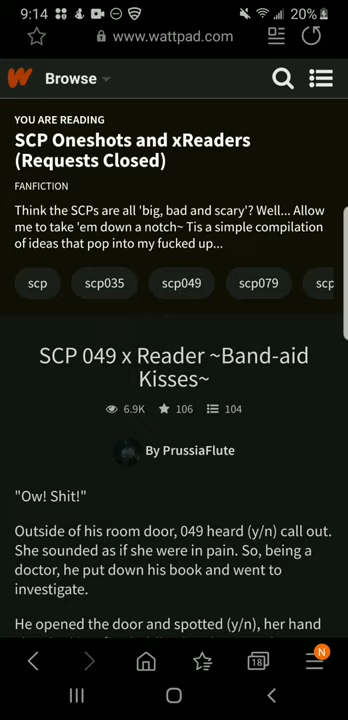 9:14 20%
www.wattpad.com
Browse
YOU ARE READING
SCP Oneshots and xReaders
(Requests Closed)
FANFICTION
Think the SCPs are all 'big, bad and scary'? Well... Allow
me to take 'em down a notch~ Tis a simple compilation
of ideas that pop into my fucked up...
scp scp035 scp049 scp079 scp
SCP 049 x Reader ~Band-aid
Kisses~
6.9K 106 104
By PrussiaFlute
"Ow! Shit!"
Outside of his room door, 049 heard (y/n) call out.
She sounded as if she were in pain. So, being a
doctor, he put down his book and went to
investigate.
He opened the door and spotted (y/n), her hand
18 N